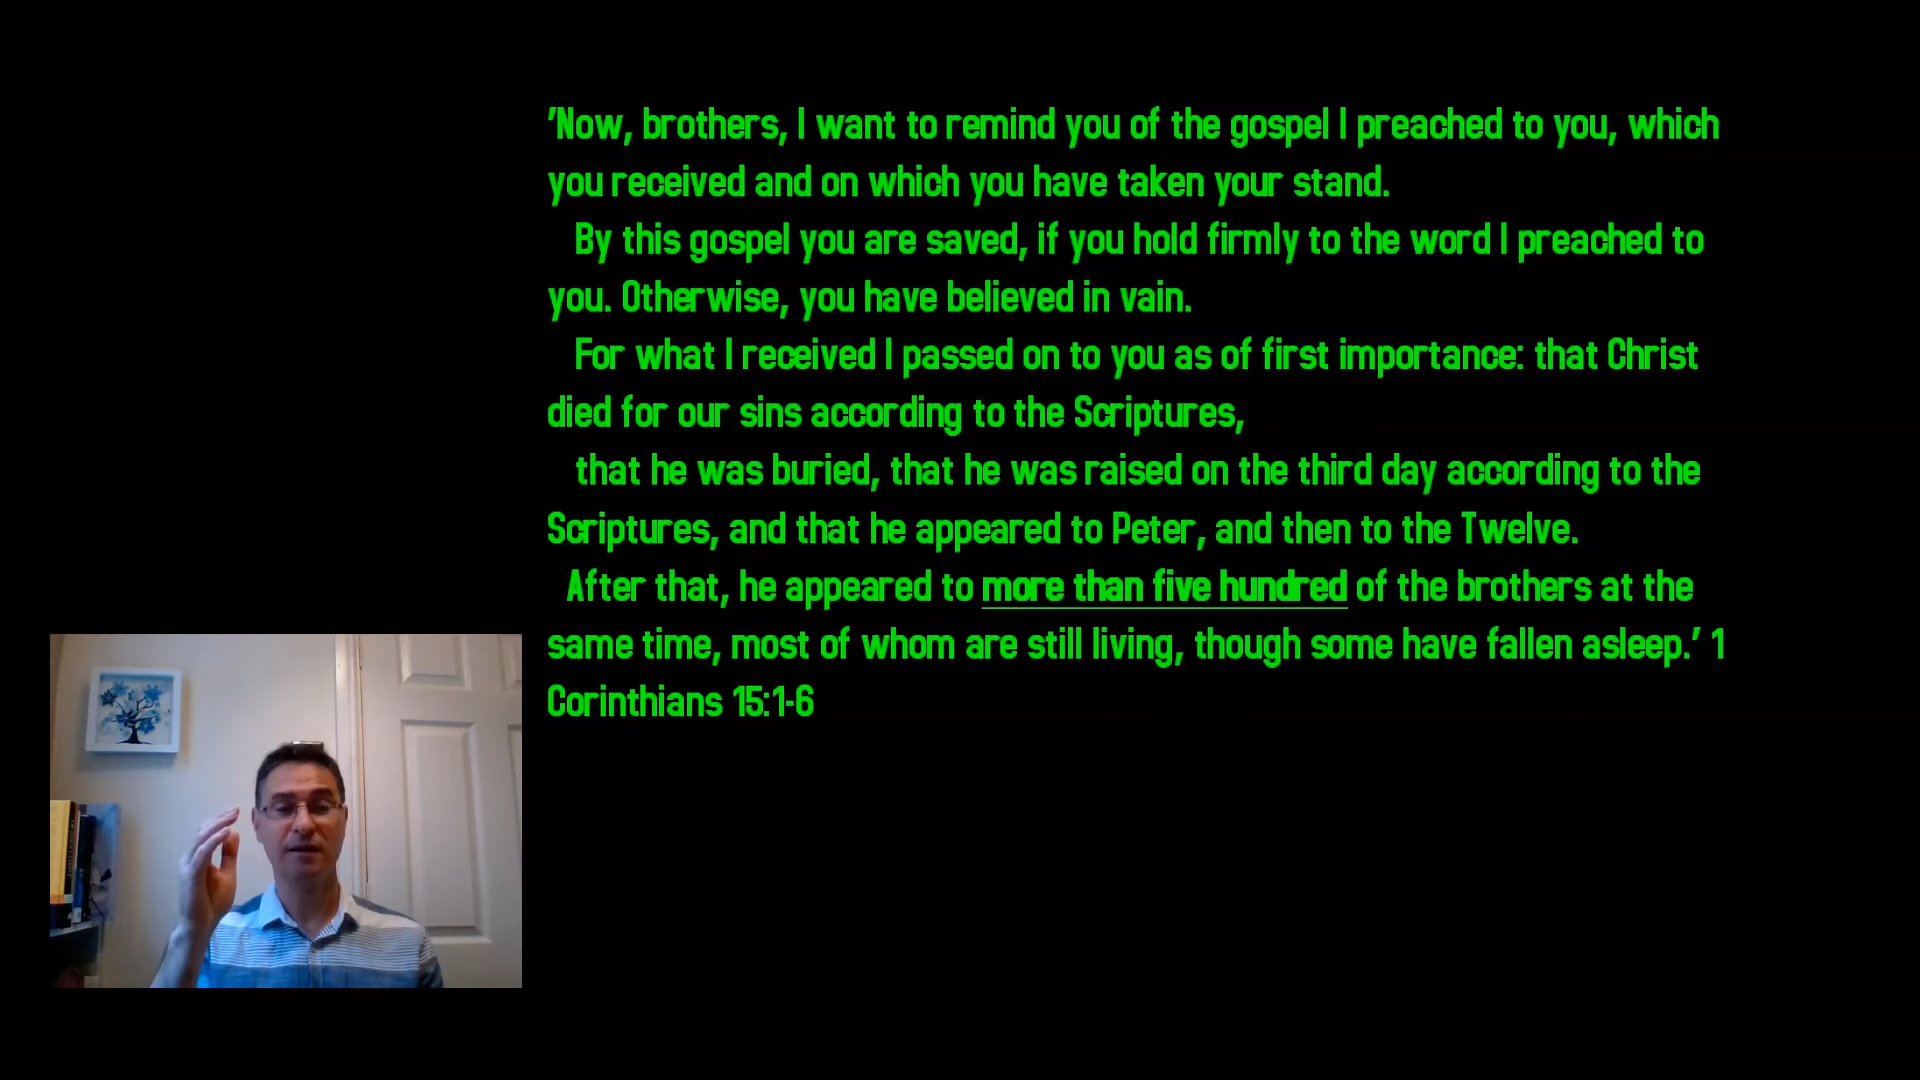 'Now, brothers, I want to remind you of the gospel I preached to you, which
you received and on which you have taken your stand.
By this gospel you are saved, if you hold firmly to the word I preached to
you. Otherwise, you have believed in vain.
For what I received I passed on to you as of first importance: that Christ
died for our sins according to the Scriptures,
that he was buried, that he was raised on the third day according to the
Scriptures, and that he appeared to Peter, and then to the Twelve.
After that, he appeared to more than five hundred of the brothers at the
same time, most of whom are still living, though some have fallen asleep.' 1
Corinthians 15:1-6